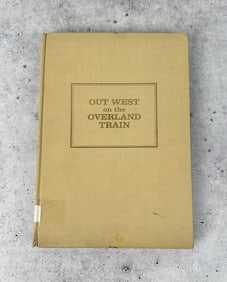 OUT WEST
on the
OVERLAND
TRAIN